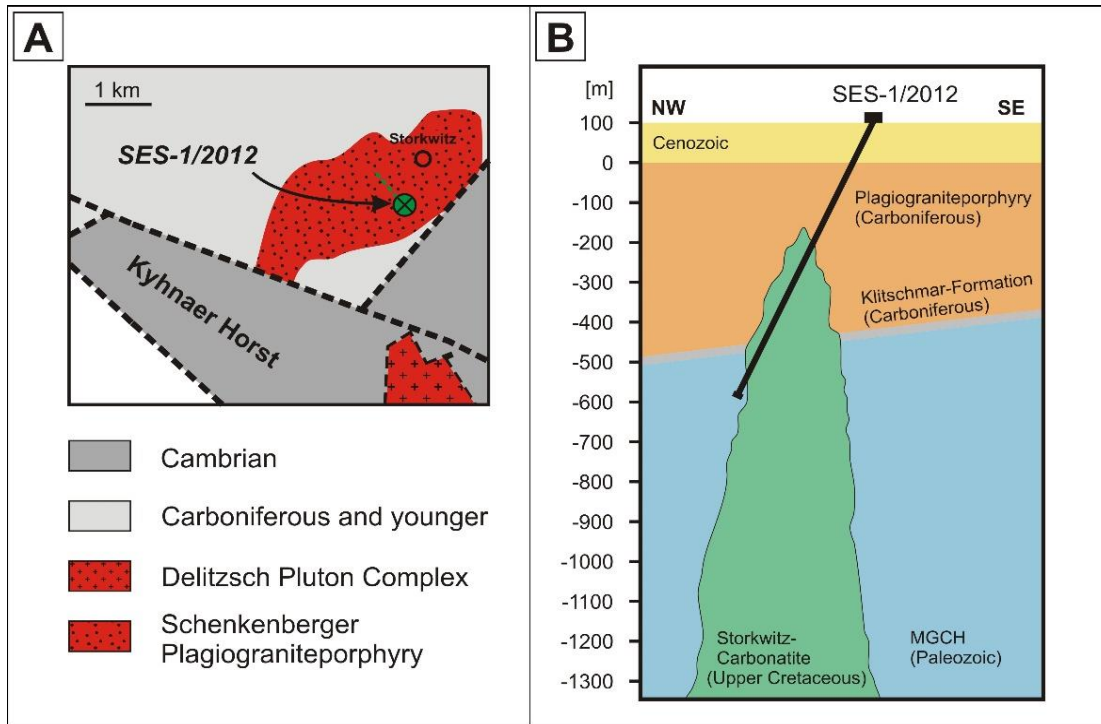 A
1 km
Storkwitz
SES-1/2012
Kyhnaer Horst
Cambrian
Carboniferous and younger
Delitzsch Pluton Complex
Schenkenberger
Plagiograniteporphyry
B
[m]
NW
SES-1/2012
SE
100
Cenozoic
0
-100
Plagiograniteporphyry
(Carboniferous)
-200
-300
Klitschmar-Formation
(Carboniferous)
-400
-500
-600
-700
-800
-900
-1000
-1100
-1200
Storkwitz-
Carbonatite
(Upper Cretaceous)
MGCH
(Paleozoic)
-1300